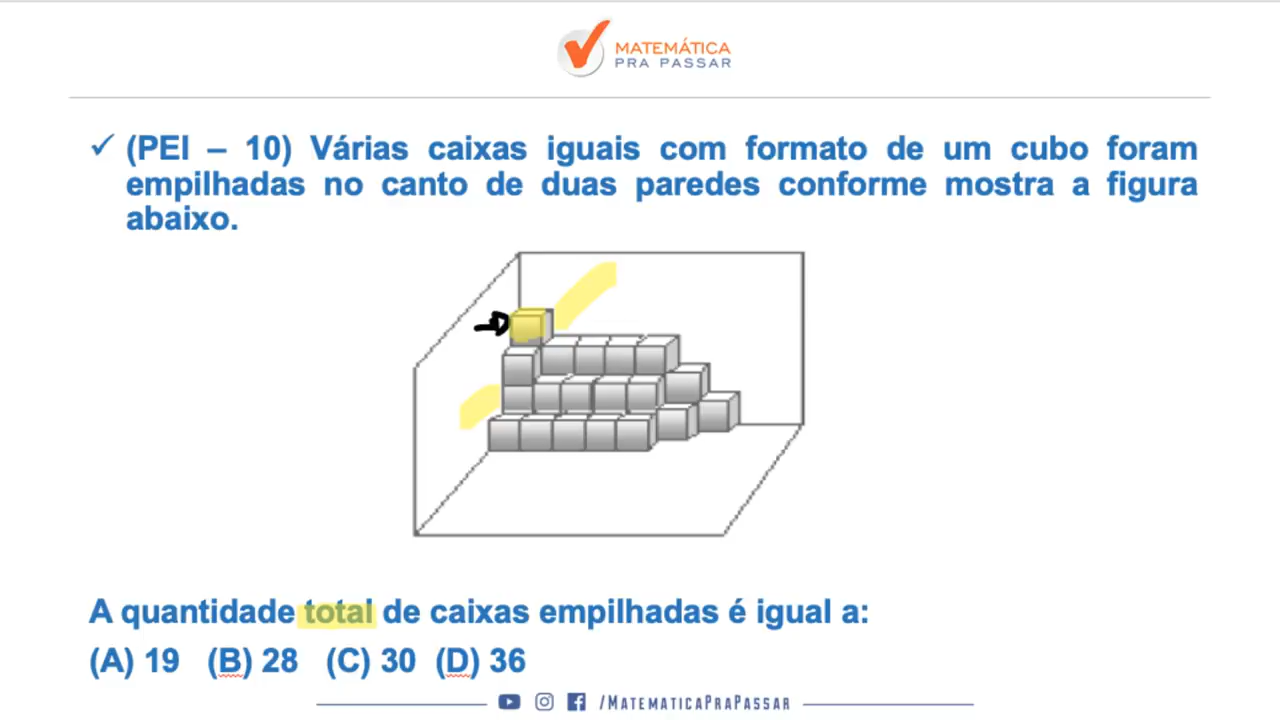 MATEMÁTICA
PRA PASSAR
✓ (PEI – 10) Várias caixas iguais com formato de um cubo foram
empilhadas no canto de duas paredes conforme mostra a figura
abaixo.
A quantidade total de caixas empilhadas é igual a:
(A) 19 (B) 28 (C) 30 (D) 36
/MATEMATICAPRAPASSAR